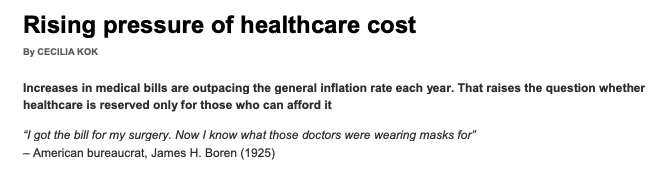 Rising pressure of healthcare cost
By CECILIA KOK
Increases in medical bills are outpacing the general inflation rate each year. That raises the question whether
healthcare is reserved only for those who can afford it
“I got the bill for my surgery. Now I know what those doctors were wearing masks for”
– American bureaucrat, James H. Boren (1925)